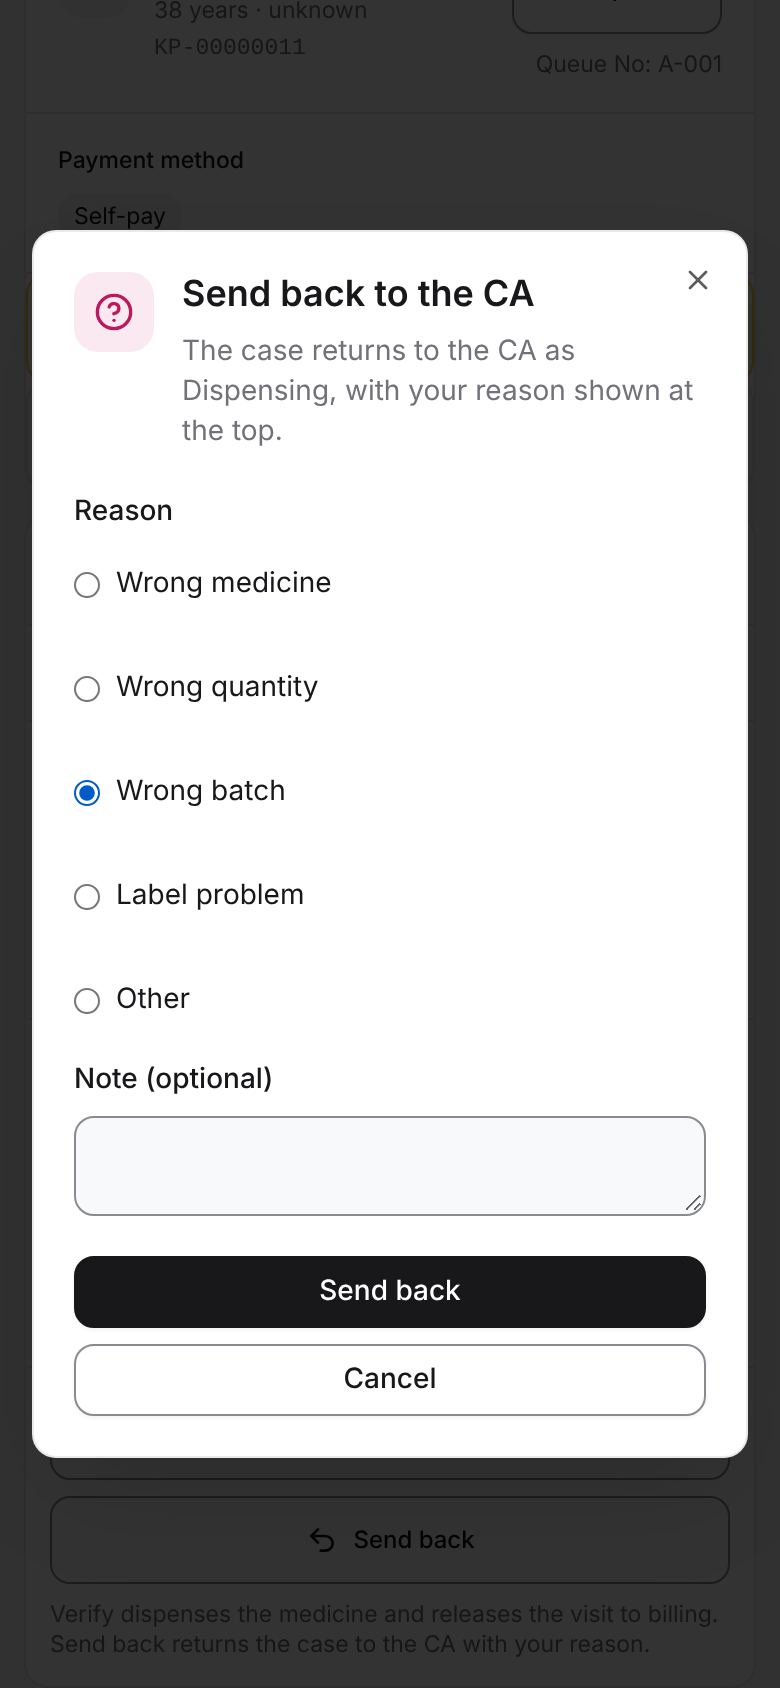 38 years · unknown
KP-00000011
Queue No: A-001
Payment method
Self-pay
Send back to the CA
The case returns to the CA as
Dispensing, with your reason shown at
the top.
Reason
Wrong medicine
Wrong quantity
Wrong batch
Label problem
Other
Note (optional)
Send back
Cancel
Send back
Verify dispenses the medicine and releases the visit to billing.
Send back returns the case to the CA with your reason.